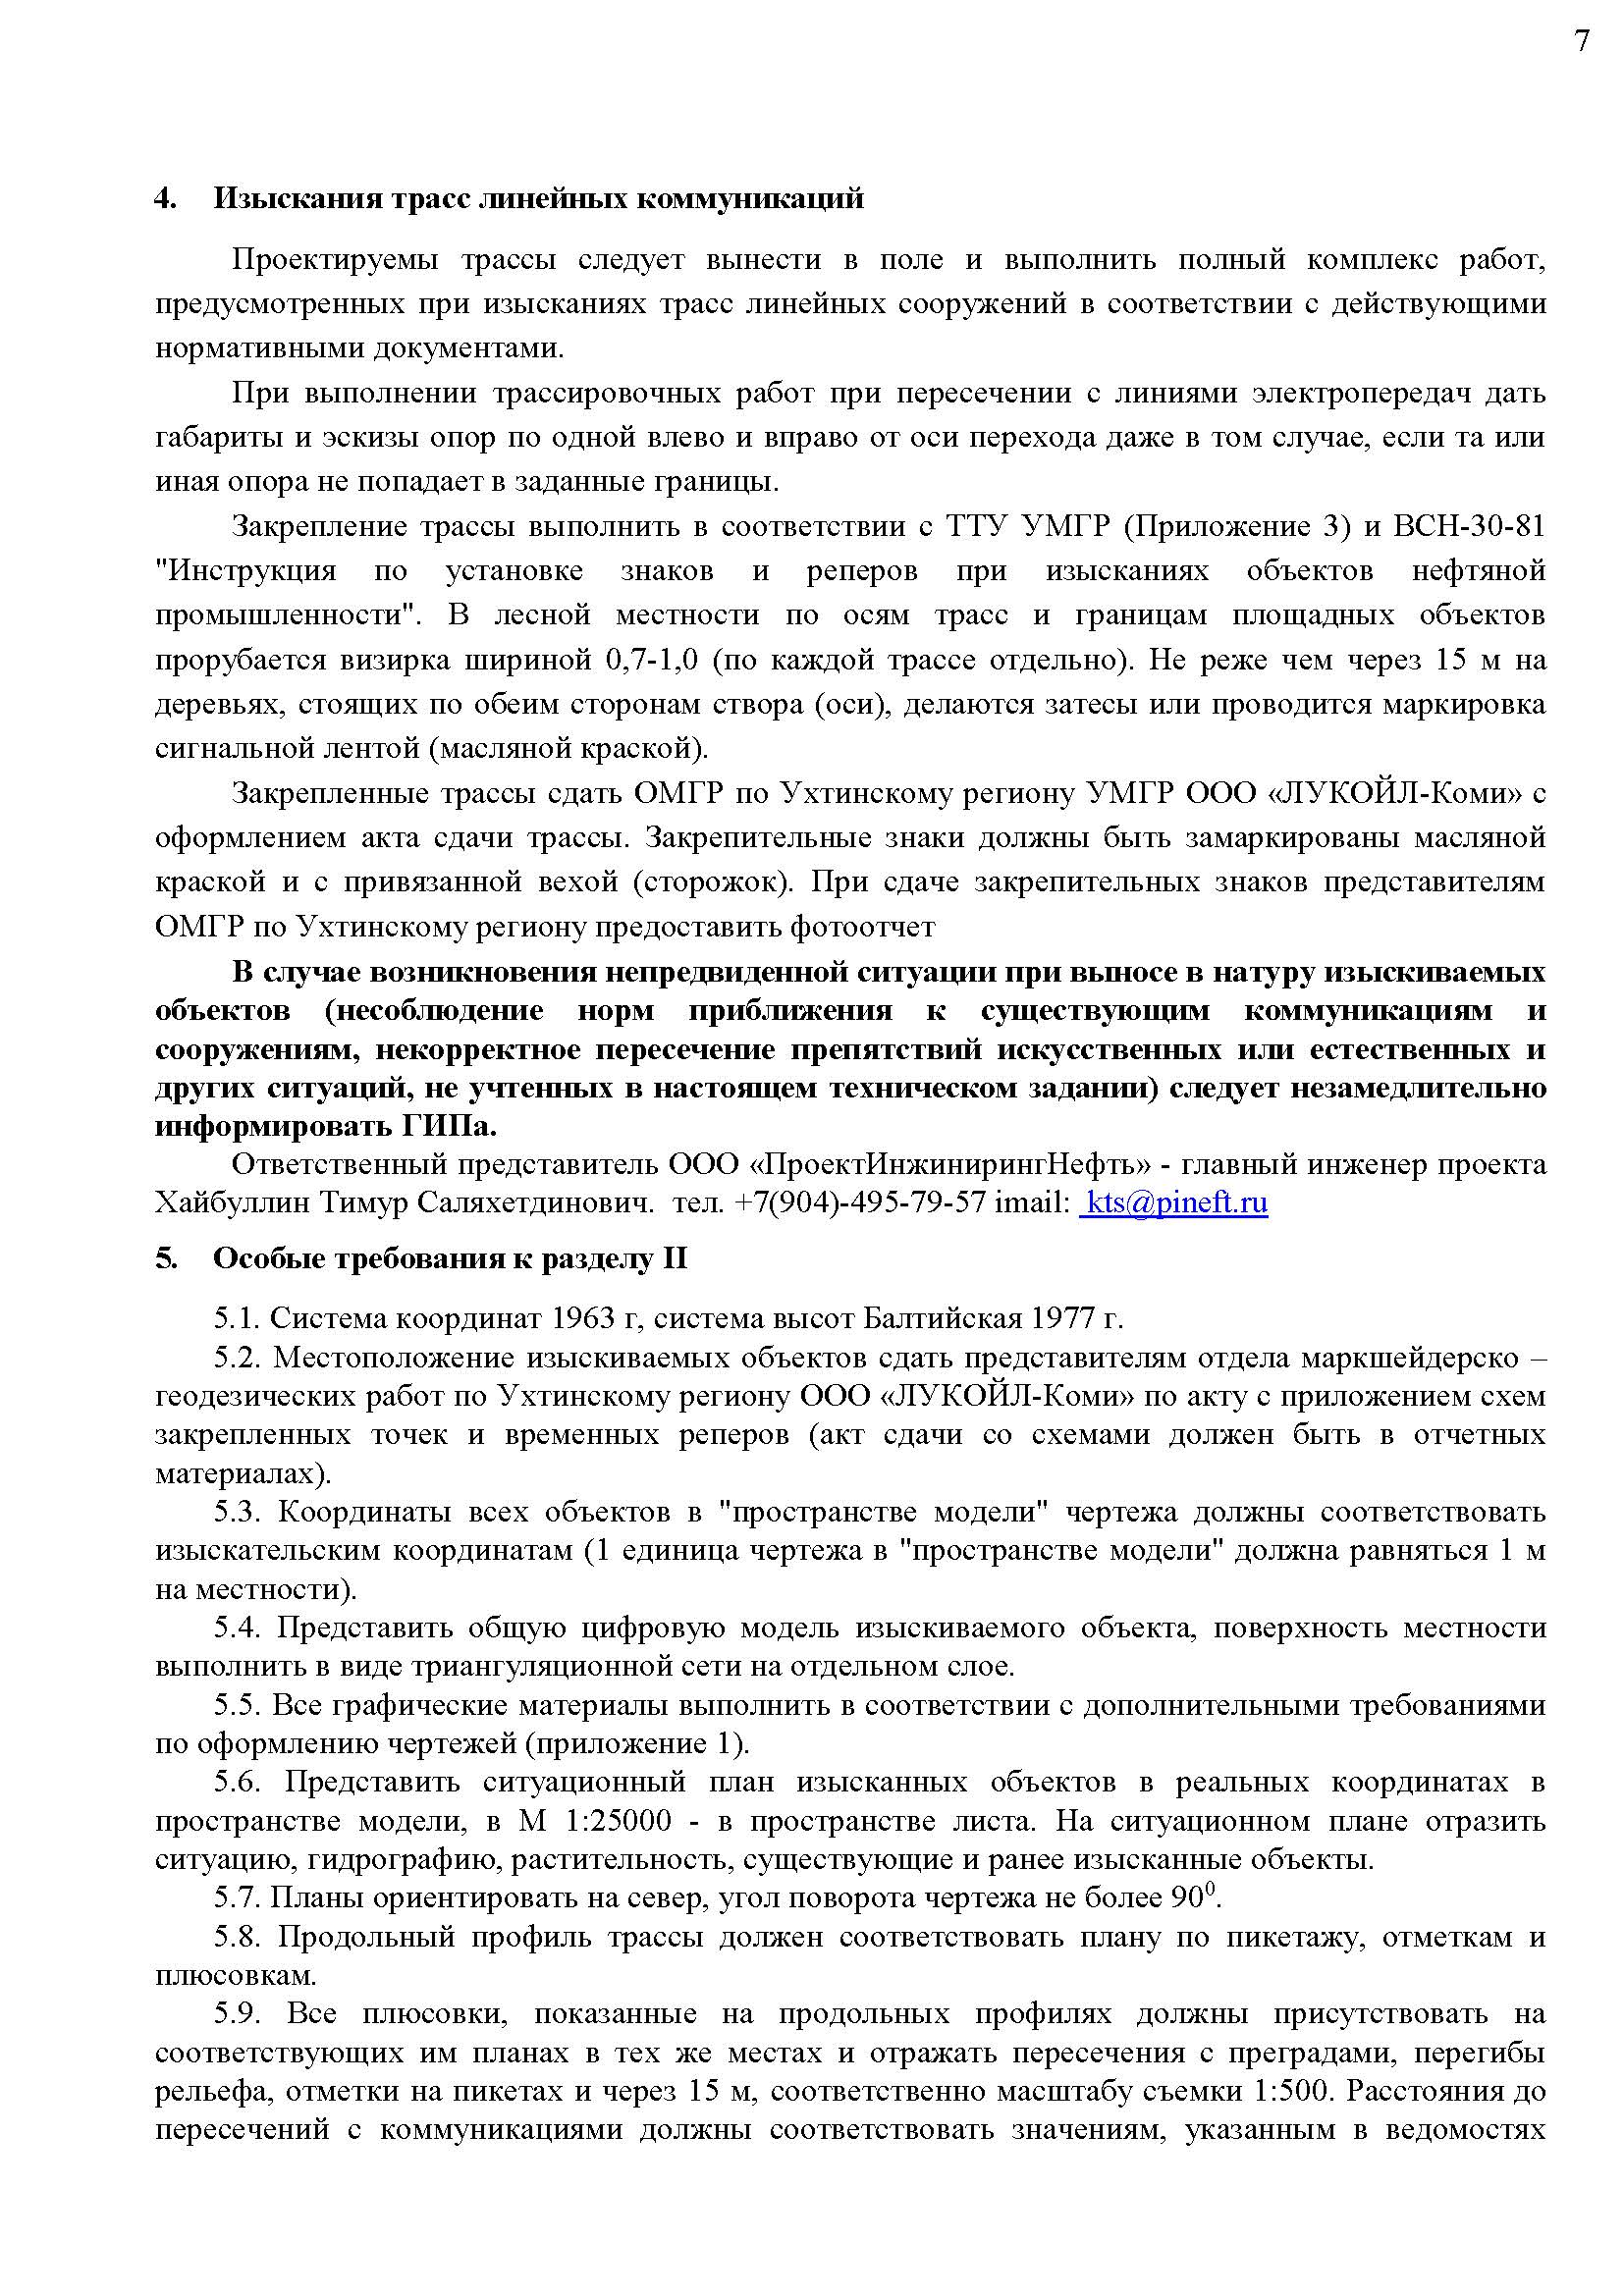 7
4. Изыскания трасс линейных коммуникаций
Проектируемы трассы следует вынести в поле и выполнить полный комплекс работ,
предусмотренных при изысканиях трасс линейных сооружений в соответствии с действующими
нормативными документами.
При выполнении трассировочных работ при пересечении с линиями электропередач дать
габариты и эскизы опор по одной влево и вправо от оси перехода даже в том случае, если та или
иная опора не попадает в заданные границы.
Закрепление трассы выполнить в соответствии с ТТУ УМГР (Приложение 3) и ВСН-30-81
"Инструкция по установке знаков и реперов при изысканиях объектов нефтяной
промышленности". В лесной местности по осям трасс и границам площадных объектов
прорубается визирка шириной 0,7-1,0 (по каждой трассе отдельно). Не реже чем через 15 м на
деревьях, стоящих по обеим сторонам створа (оси), делаются затесы или проводится маркировка
сигнальной лентой (масляной краской).
Закрепленные трассы сдать ОМГР по Ухтинскому региону УМГР ООО «ЛУКОЙЛ-Коми» с
оформлением акта сдачи трассы. Закрепительные знаки должны быть замаркированы масляной
краской и с привязанной вехой (сторожок). При сдаче закрепительных знаков представителям
ОМГР по Ухтинскому региону предоставить фотоотчет
В случае возникновения непредвиденной ситуации при выносе в натуру изыскиваемых
объектов (несоблюдение норм приближения к существующим коммуникациям и
сооружениям, некорректное пересечение препятствий искусственных или естественных и
других ситуаций, не учтенных в настоящем техническом задании) следует незамедлительно
информировать ГИПа.
Ответственный представитель ООО «ПроектИнжинирингНефть» - главный инженер проекта
Хайбуллин Тимур Саляхетдинович. тел. +7(904)-495-79-57 imail: kts@pineft.ru
5. Особые требования к разделу II
5.1. Система координат 1963 г, система высот Балтийская 1977 г.
5.2. Местоположение изыскиваемых объектов сдать представителям отдела маркшейдерско –
геодезических работ по Ухтинскому региону ООО «ЛУКОЙЛ-Коми» по акту с приложением схем
закрепленных точек и временных реперов (акт сдачи со схемами должен быть в отчетных
материалах).
5.3. Координаты всех объектов в "пространстве модели" чертежа должны соответствовать
изыскательским координатам (1 единица чертежа в "пространстве модели" должна равняться 1 м
на местности).
5.4. Представить общую цифровую модель изыскиваемого объекта, поверхность местности
выполнить в виде триангуляционной сети на отдельном слое.
5.5. Все графические материалы выполнить в соответствии с дополнительными требованиями
по оформлению чертежей (приложение 1).
5.6. Представить ситуационный план изысканных объектов в реальных координатах в
пространстве модели, в М 1:25000 - в пространстве листа. На ситуационном плане отразить
ситуацию, гидрографию, растительность, существующие и ранее изысканные объекты.
5.7. Планы ориентировать на север, угол поворота чертежа не более 90⁰.
5.8. Продольный профиль трассы должен соответствовать плану по пикетажу, отметкам и
плюсовкам.
5.9. Все плюсовки, показанные на продольных профилях должны присутствовать на
соответствующих им планах в тех же местах и отражать пересечения с преградами, перегибы
рельефа, отметки на пикетах и через 15 м, соответственно масштабу съемки 1:500. Расстояния до
пересечений с коммуникациями должны соответствовать значениям, указанным в ведомостях